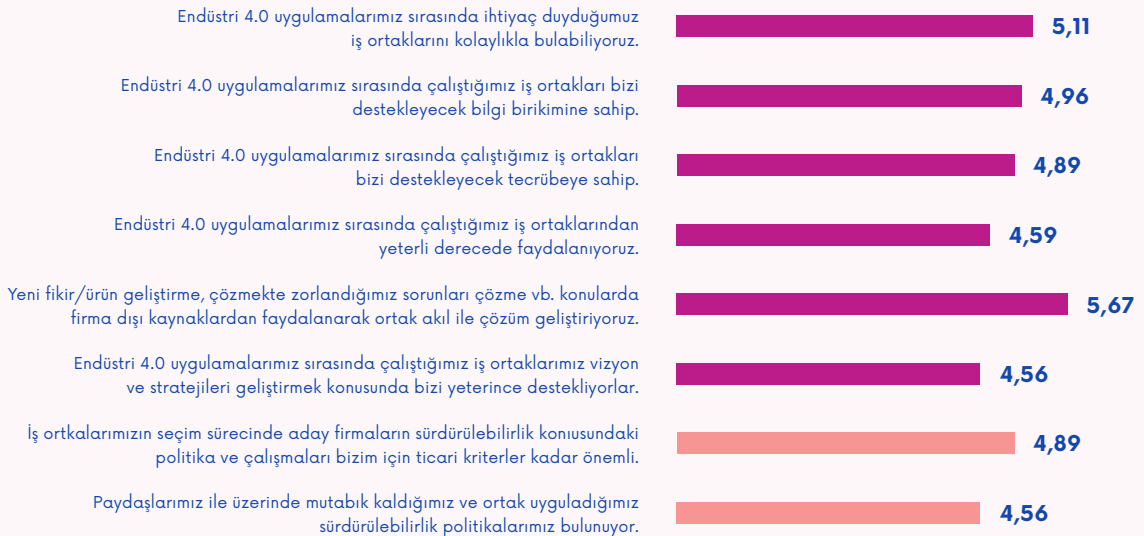 Endüstri 4.0 uygulamalarımız sırasında ihtiyaç duyduğumuz
iş ortaklarını kolaylıkla bulabiliyoruz.
5,11
Endüstri 4.0 uygulamalarımız sırasında çalıştığımız iş ortakları bizi
destekleyecek bilgi birikimine sahip.
4,96
Endüstri 4.0 uygulamalarımız sırasında çalıştığımız iş ortakları
bizi destekleyecek tecrübeye sahip.
4,89
Endüstri 4.0 uygulamalarımız sırasında çalıştığımız iş ortaklarından
yeterli derecede faydalanıyoruz.
4,59
Yeni fikir/ürün geliştirme, çözmekte zorlandığımız sorunları çözme vb. konularda
firma dışı kaynaklardan faydalanarak ortak akıl ile çözüm geliştiriyoruz.
5,67
Endüstri 4.0 uygulamalarımız sırasında çalıştığımız iş ortaklarımız vizyon
ve stratejileri geliştirmek konusunda bizi yeterince destekliyorlar.
4,56
İş ortkalarımızın seçim sürecinde aday firmaların sürdürülebilirlik konıusundaki
politika ve çalışmaları bizim için ticari kriterler kadar önemli.
4,89
Paydaşlarımız ile üzerinde mutabık kaldığımız ve ortak uyguladığımız
sürdürülebilirlik politikalarımız bulunuyor.
4,56